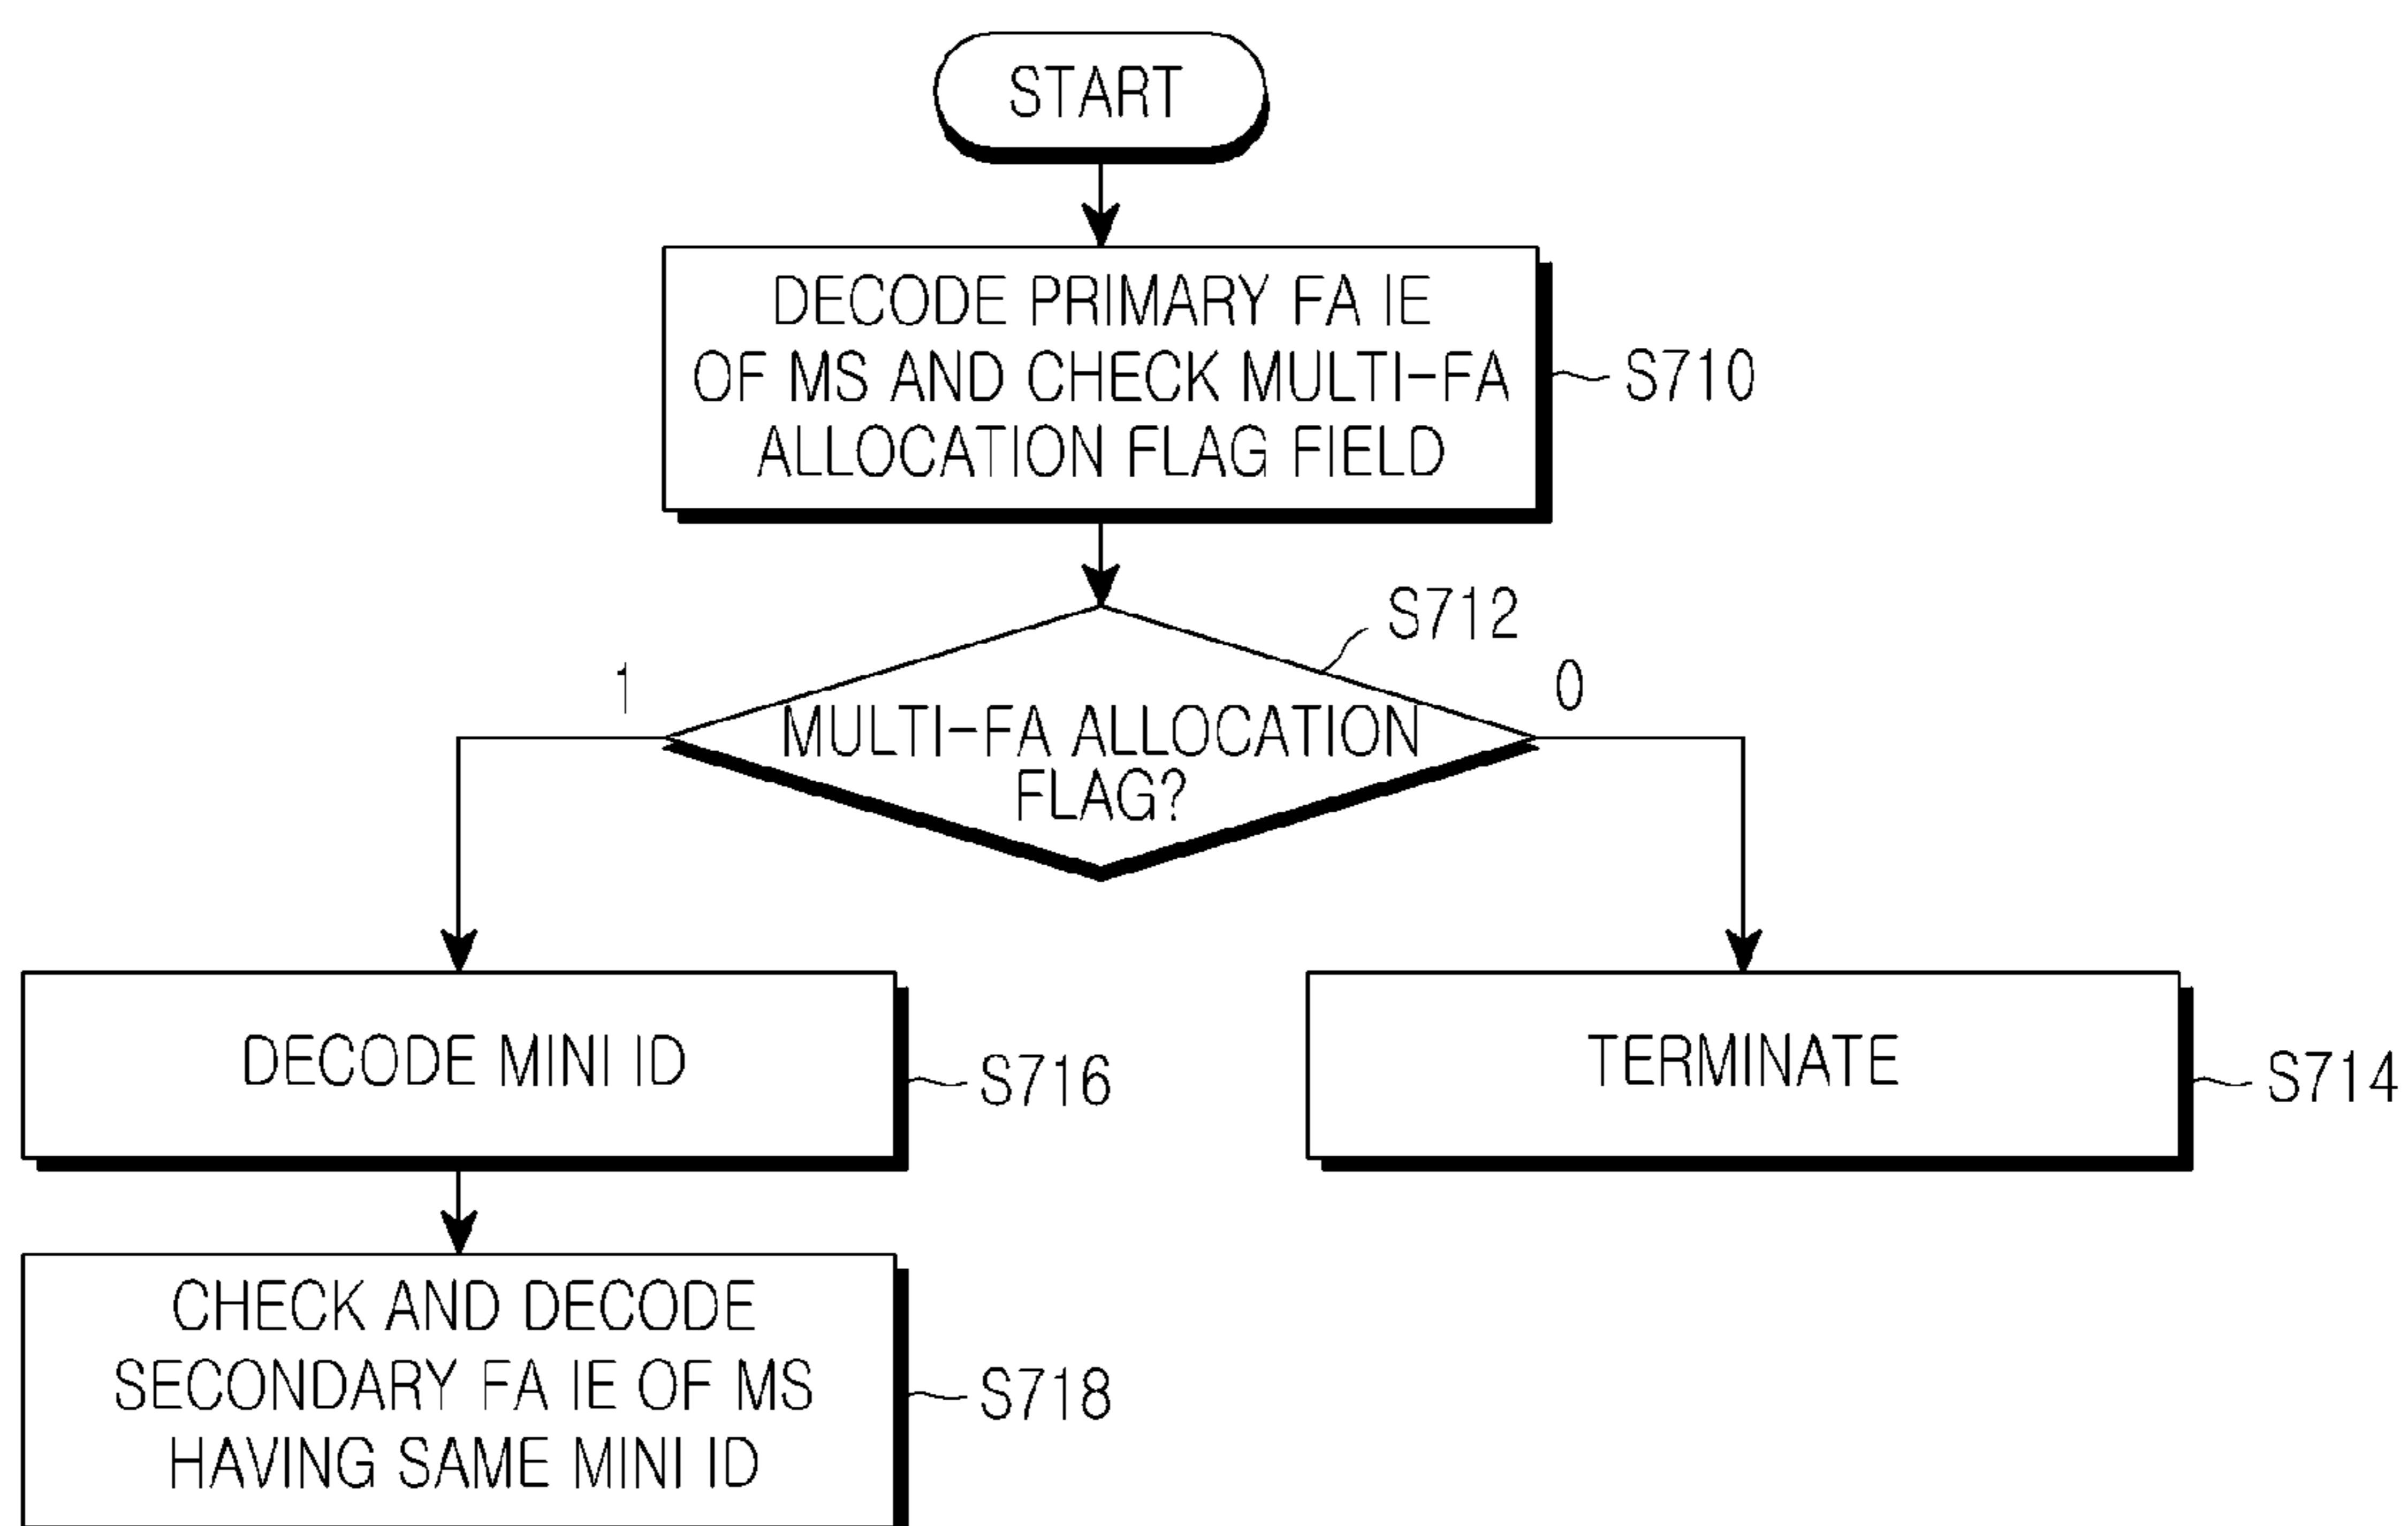 START
DECODE PRIMARY FA IE
OF MS AND CHECK MULTI-FA
ALLOCATION FLAG FIELD
S710
S712
1
0
MULTI-FA ALLOCATION
FLAG?
DECODE MINI ID
S716
TERMINATE
S714
CHECK AND DECODE
SECONDARY FA IE OF MS
HAVING SAME MINI ID
S718